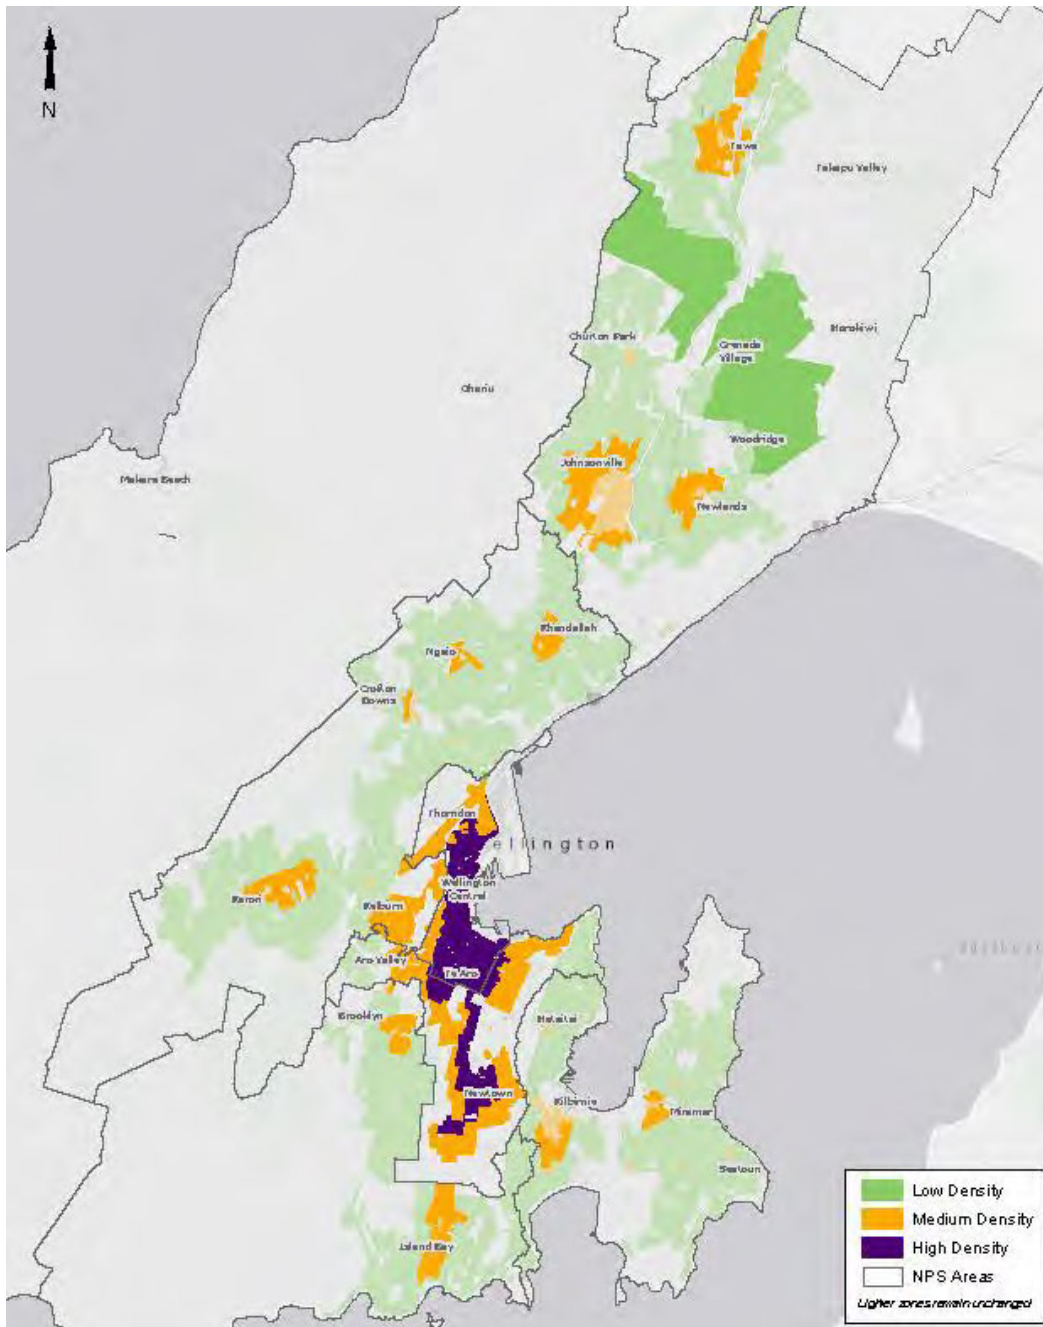 N
Tawa
Takapu Valley
Horokiwi
Churton Park
Grenada
Village
Ohariu
Woodridge
Johnsonville
Makara Beach
Newlands
Khandallah
Ngaio
Crofton
Downs
Thorndon
ellington
Wellington
Central
Karori
Kelburn
Aro Valley
Te Aro
Brooklyn
Hataitai
Newtown
Kilbirnie
Miramar
Seatoun
Island Bay
Low Density
Medium Density
High Density
NPS Areas
Lighter zones remain unchanged